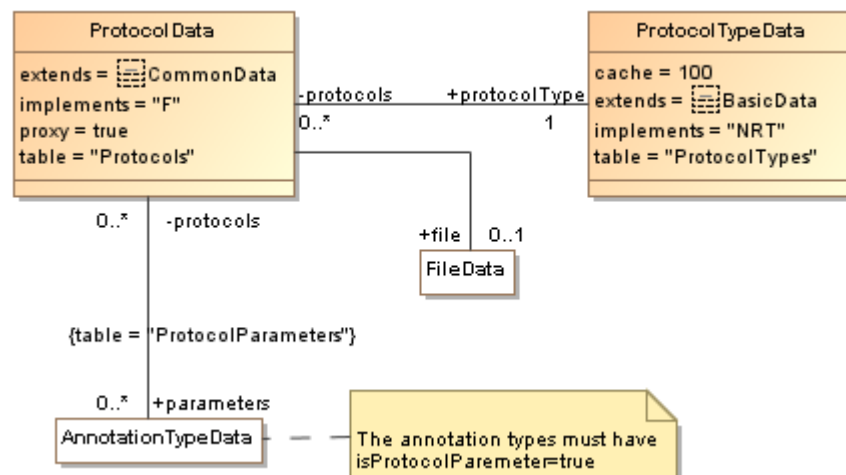 ProtocolData
extends = CommonData
implements = "F"
proxy = true
table = "Protocols"
ProtocolTypeData
cache = 100
extends = BasicData
implements = "NRT"
table = "ProtocolTypes"
-protocols
+protocolType
0..*
1
0..*
-protocols
+file
0..1
FileData
{table = "ProtocolParameters"}
0..*
+parameters
AnnotationTypeData
The annotation types must have
isProtocolParemeter=true